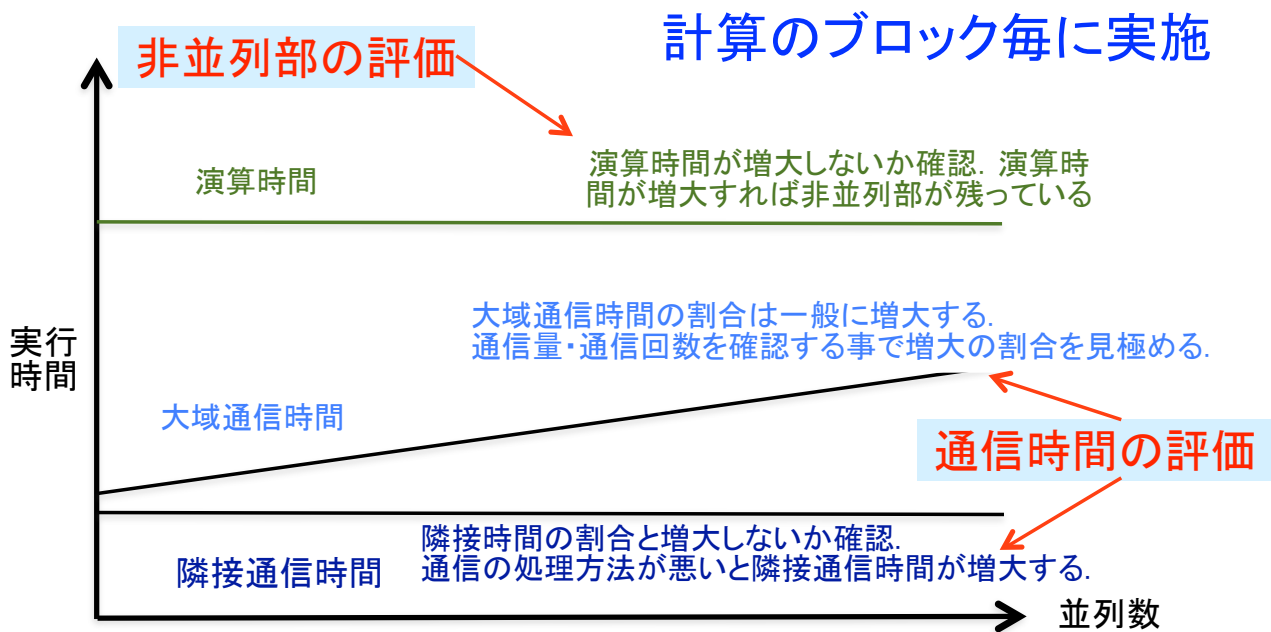 計算のブロック毎に実施
非並列部の評価
演算時間
演算時間が増大しないか確認. 演算時
間が増大すれば非並列部が残っている
大域通信時間の割合は一般に増大する.
通信量・通信回数を確認する事で増大の割合を見極める.
実行
時間
大域通信時間
通信時間の評価
隣接時間の割合と増大しないか確認.
通信の処理方法が悪いと隣接通信時間が増大する.
隣接通信時間
並列数